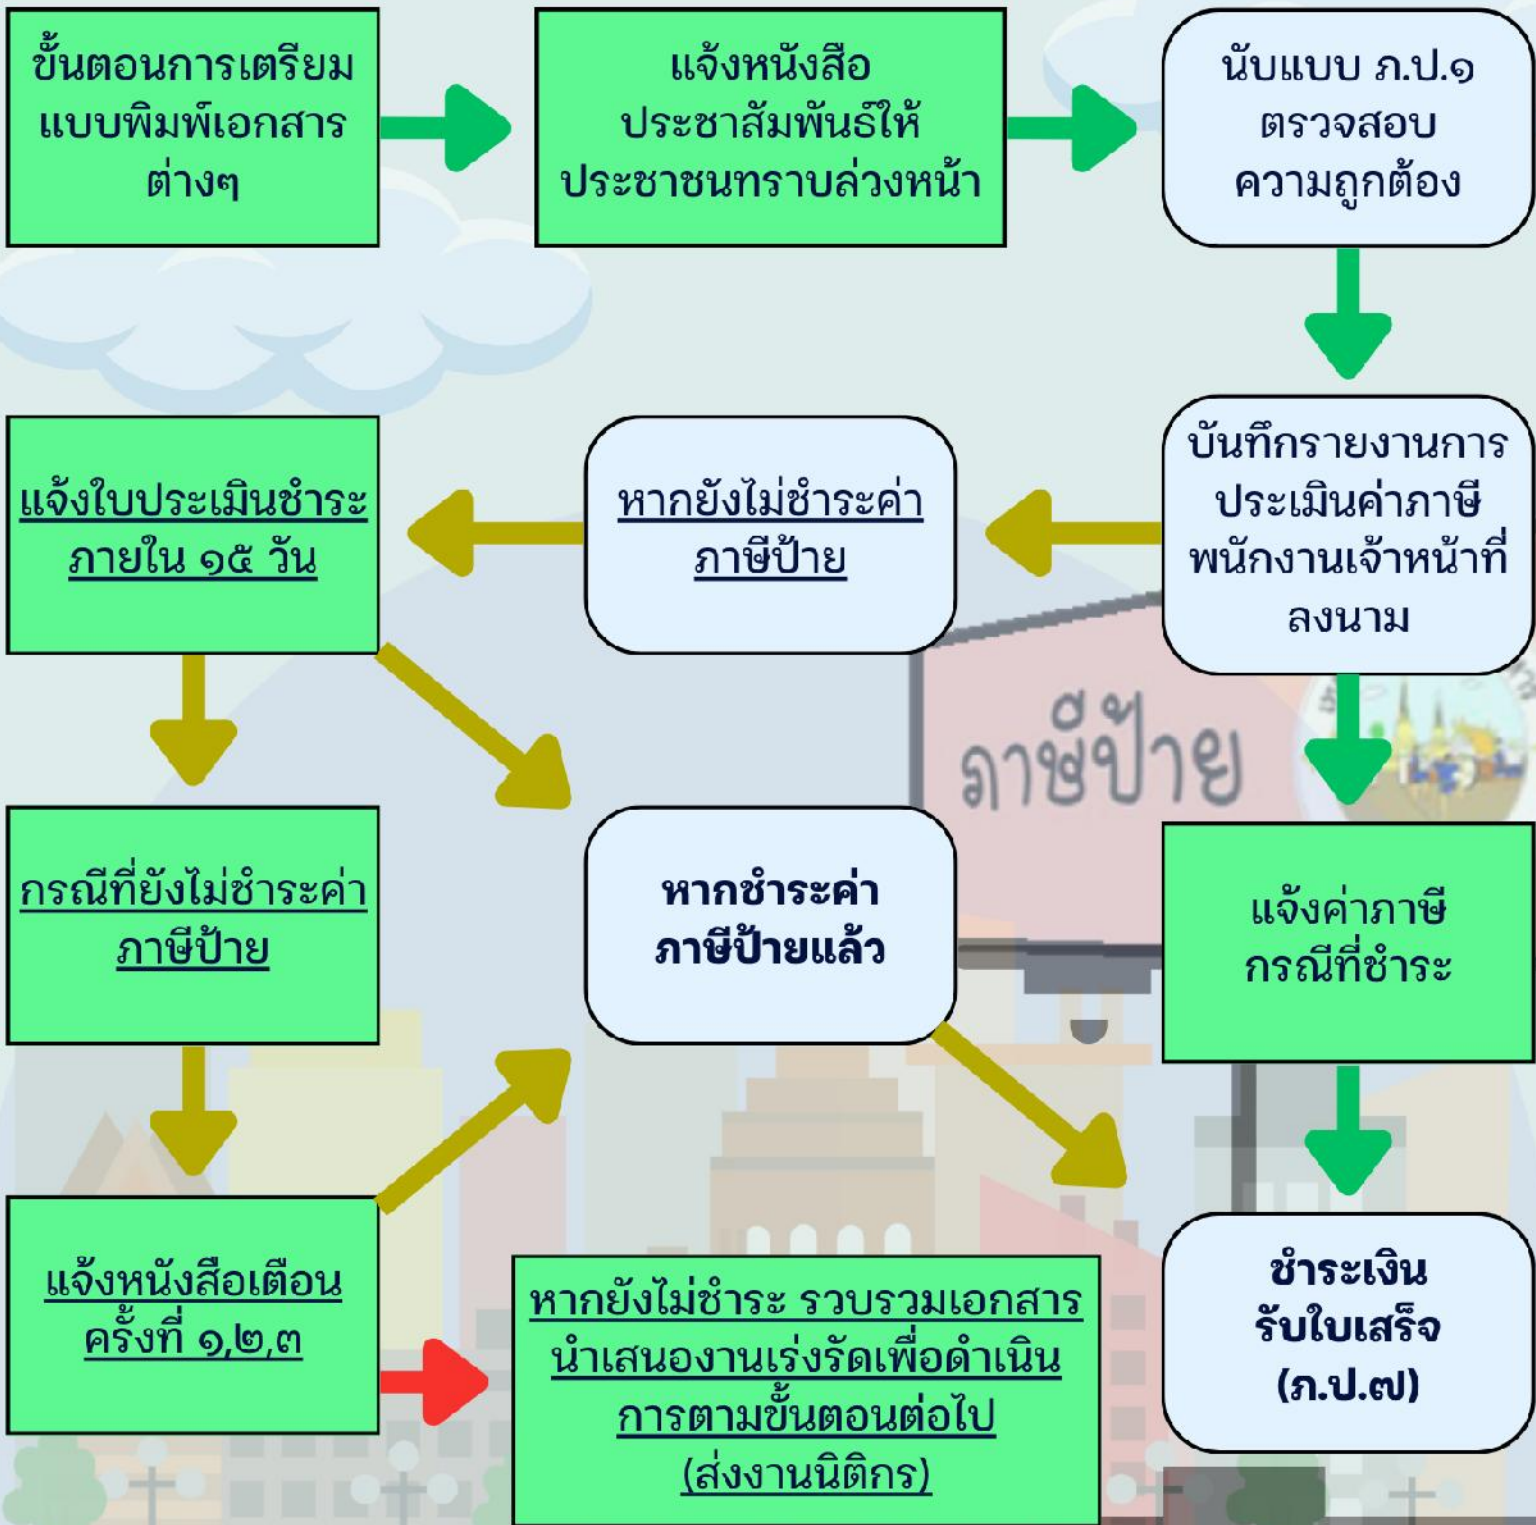 ขั้นตอนการเตรียม
แบบพิมพ์เอกสาร
ต่างๆ
แจ้งหนังสือ
ประชาสัมพันธ์ให้
ประชาชนทราบล่วงหน้า
นับแบบ ภ.ป.๑
ตรวจสอบ
ความถูกต้อง
บันทึกรายงานการ
ประเมินค่าภาษี
พนักงานเจ้าหน้าที่
ลงนาม
หากยังไม่ชำระค่า
ภาษีป้าย
แจ้งใบประเมินชำระ
ภายใน ๑๕ วัน
ภาษีป้าย
กรณีที่ยังไม่ชำระค่า
ภาษีป้าย
หากชำระค่า
ภาษีป้ายแล้ว
แจ้งค่าภาษี
กรณีที่ชำระ
แจ้งหนังสือเตือน
ครั้งที่ ๑,๒,๓
หากยังไม่ชำระ รวบรวมเอกสาร
นำเสนองานเร่งรัดเพื่อดำเนิน
การตามขั้นตอนต่อไป
(ส่งงานนิติกร)
ชำระเงิน
รับใบเสร็จ
(ภ.ป.๗)